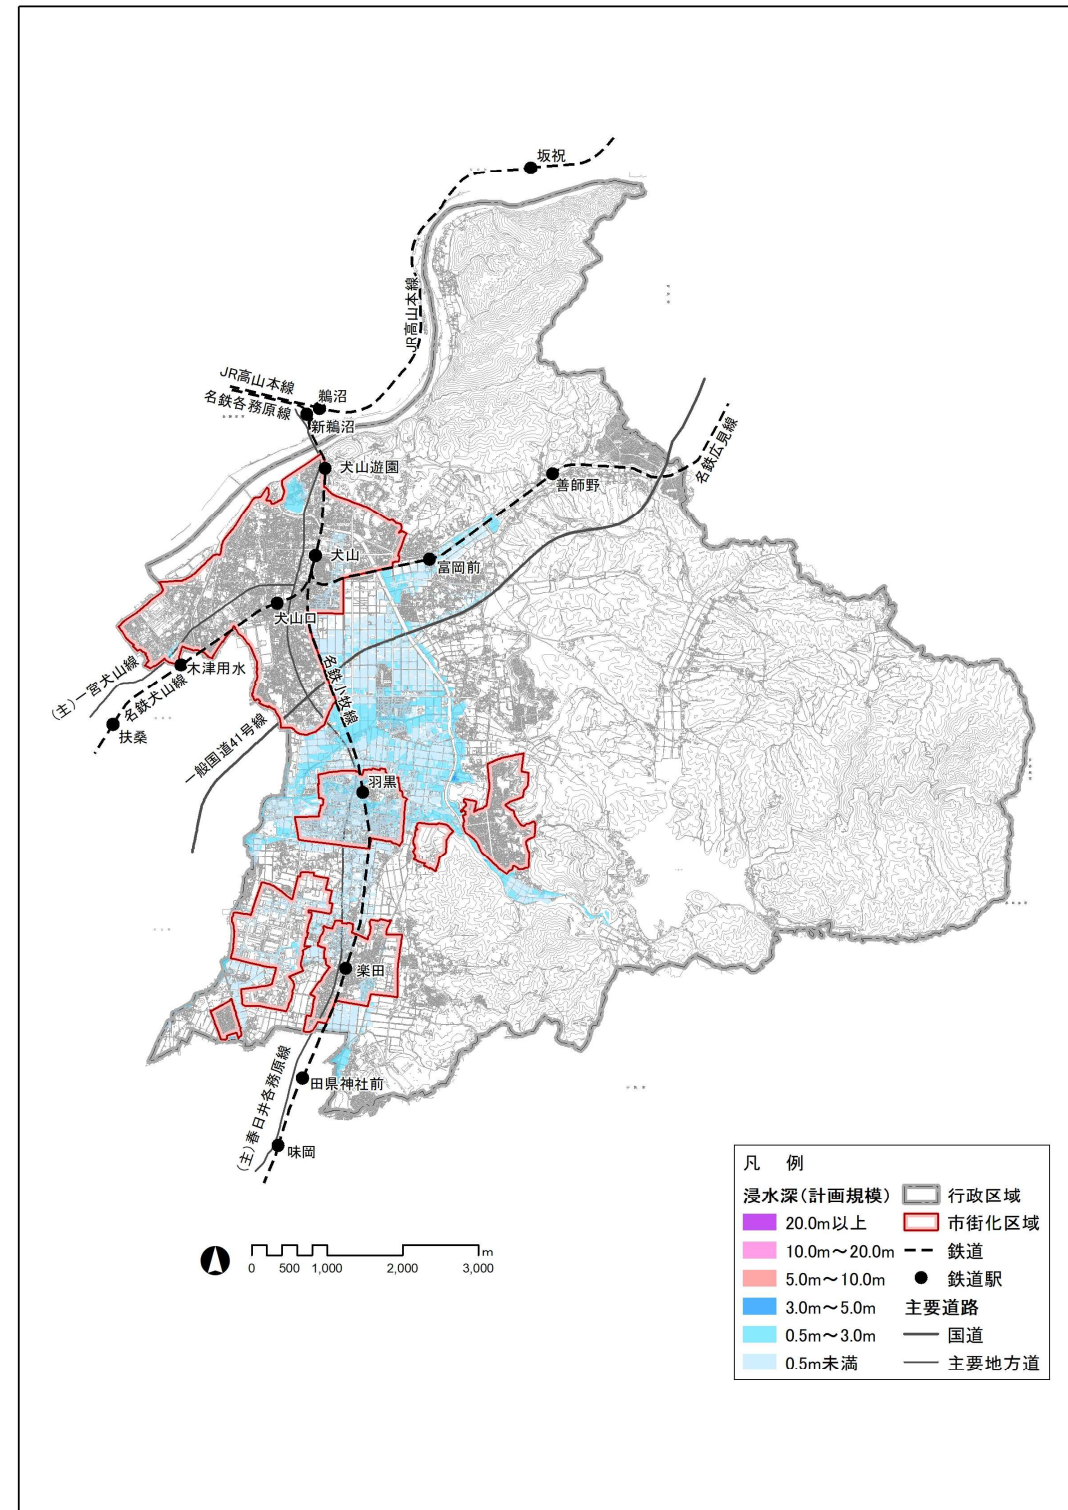 坂祝
JR高山本線
JR高山本線
名鉄各務原線
鵜沼
新鵜沼
犬山遊園
善師野
名鉄広見線
犬山
富岡前
犬山口
木津用水
(主)一宮犬山線
名鉄犬山線
扶桑
名鉄小牧線
一般国道41号線
羽黒
楽田
(主)春日井各務原線
田県神社前
味岡
0 500 1,000 2,000 3,000 m
凡 例
浸水深(計画規模)
20.0m以上
10.0m~20.0m
5.0m~10.0m
3.0m~5.0m
0.5m~3.0m
0.5m未満
行政区域
市街化区域
鉄道
鉄道駅
主要道路
国道
主要地方道